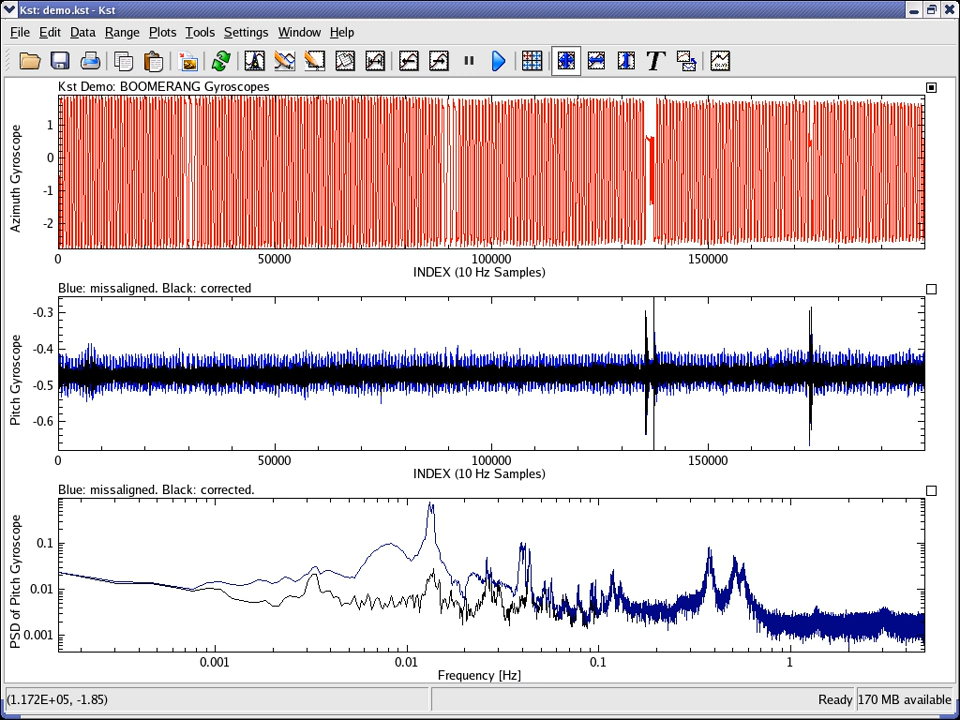 Kst: demo.kst - Kst
File Edit Data Range Plots Tools Settings Window Help
Kst Demo: BOOMERANG Gyroscopes
Azimuth Gyroscope
1
0
-1
-2
0 50000 100000 150000
INDEX (10 Hz Samples)
Blue: missaligned. Black: corrected
Pitch Gyroscope
-0.3
-0.4
-0.5
-0.6
0 50000 100000 150000
INDEX (10 Hz Samples)
Blue: missaligned. Black: corrected.
PSD of Pitch Gyroscope
0.1
0.01
0.001
0.001 0.01 0.1 1
Frequency [Hz]
(1.172E+05, -1.85) Ready 170 MB available